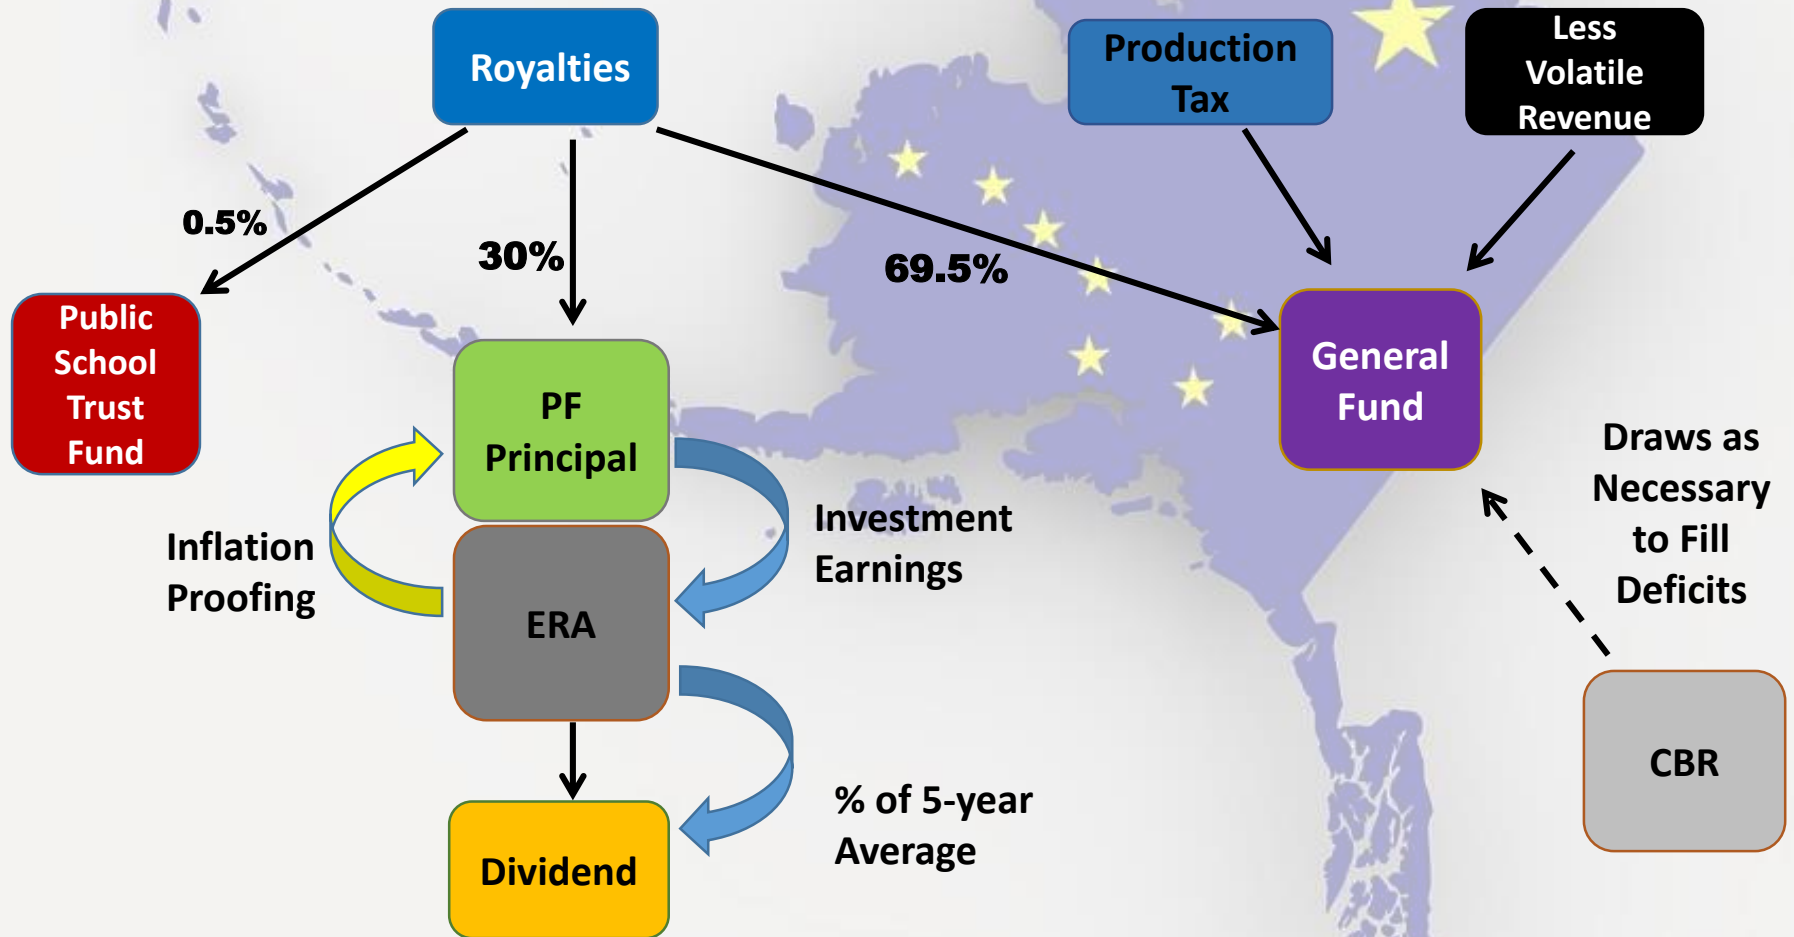 Royalties
Production
Tax
Less
Volatile
Revenue
0.5%
30%
69.5%
Public
School
Trust
Fund
PF
Principal
General
Fund
Draws as
Necessary
to Fill
Deficits
Inflation
Proofing
Investment
Earnings
ERA
CBR
% of 5-year
Average
Dividend